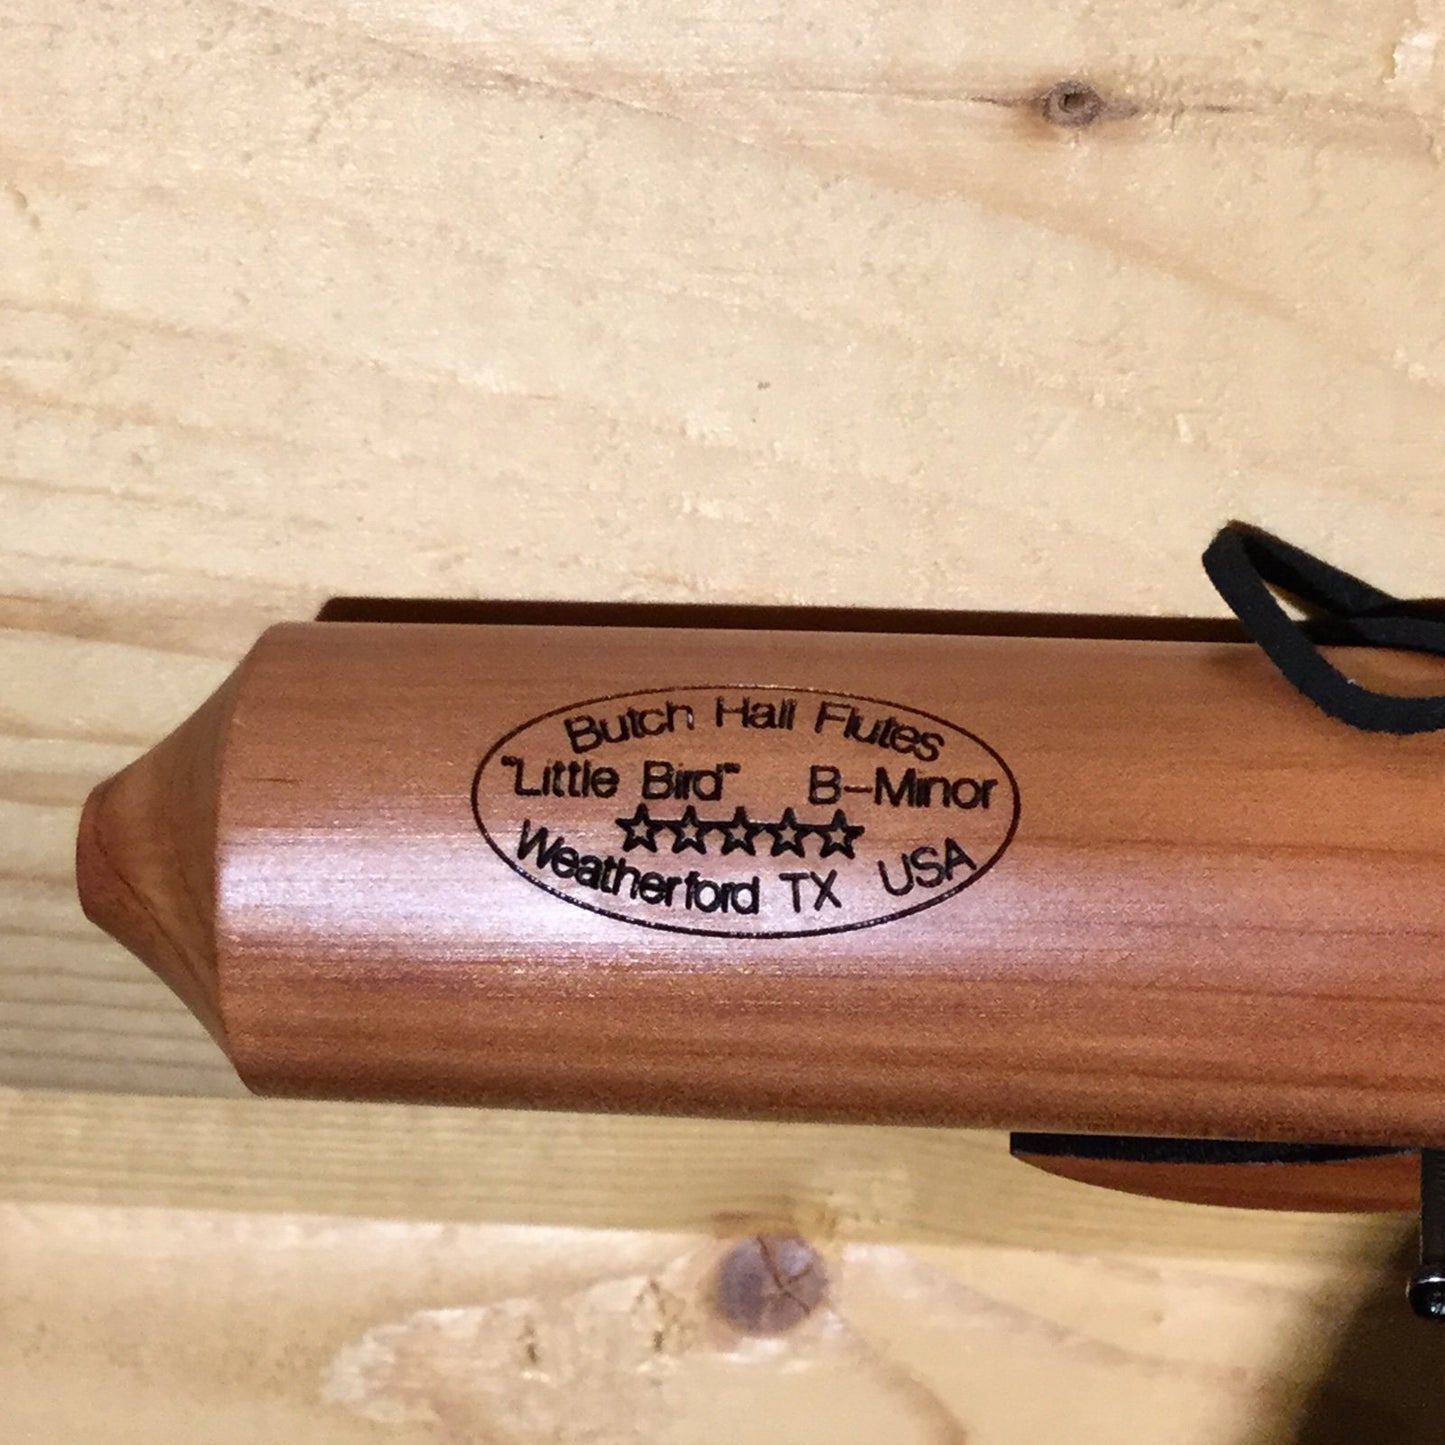 Butch Hall Flutes
"Little Bird" B-Minor
Weatherford TX USA